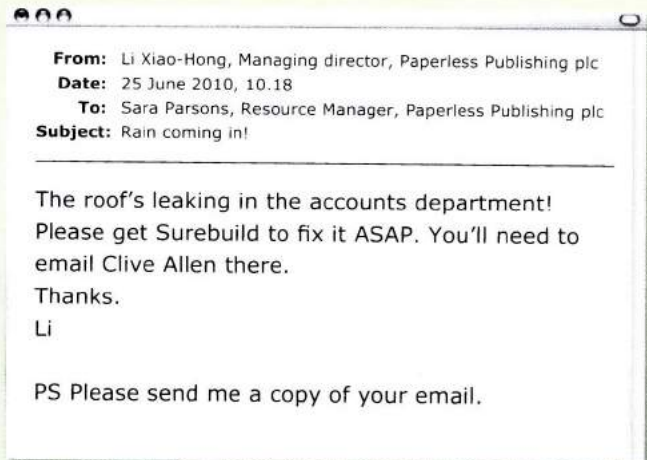 From: Li Xiao-Hong, Managing director, Paperless Publishing plc
Date: 25 June 2010, 10.18
To: Sara Parsons, Resource Manager, Paperless Publishing plc
Subject: Rain coming in!
The roof's leaking in the accounts department!
Please get Surebuild to fix it ASAP. You'll need to
email Clive Allen there.
Thanks.
Li
PS Please send me a copy of your email.